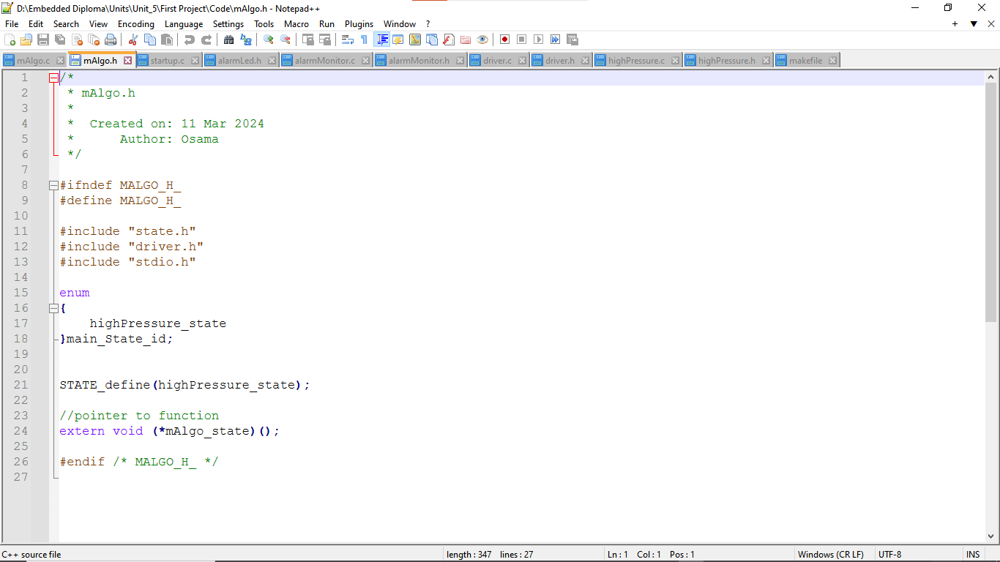 D:\Embedded Diploma\Units\Unit_5\First Project\Code\mAlgo.h - Notepad++
File Edit Search View Encoding Language Settings Tools Macro Run Plugins Window ?
+ ▼ X
mAlgo.c mAlgo.h startup.c alarmLed.h alarmMonitor.c alarmMonitor.h driver.c driver.h highPressure.c highPressure.h makefile
1 /*
2  * mAlgo.h
3  *
4  *  Created on: 11 Mar 2024
5  *      Author: Osama
6  */
7
8 #ifndef MALGO_H_
9 #define MALGO_H_
10
11 #include "state.h"
12 #include "driver.h"
13 #include "stdio.h"
14
15 enum
16 {
17     highPressure_state
18 }main_State_id;
19
20
21 STATE_define(highPressure_state);
22
23 //pointer to function
24 extern void (*mAlgo_state)();
25
26 #endif /* MALGO_H_ */
27
C++ source file length : 347 lines : 27 Ln : 1 Col : 1 Pos : 1 Windows (CR LF) UTF-8 INS